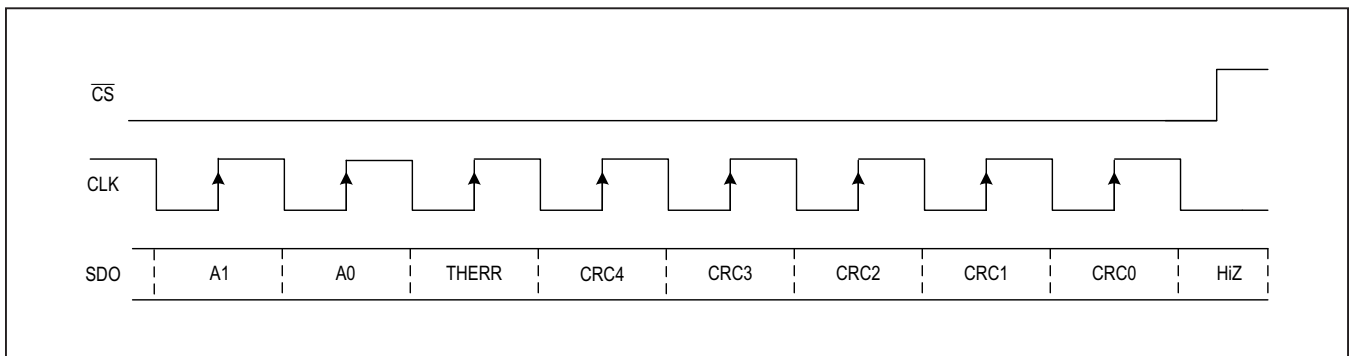 CS
CLK
SDO A1 A0 THERR CRC4 CRC3 CRC2 CRC1 CRC0 HiZ